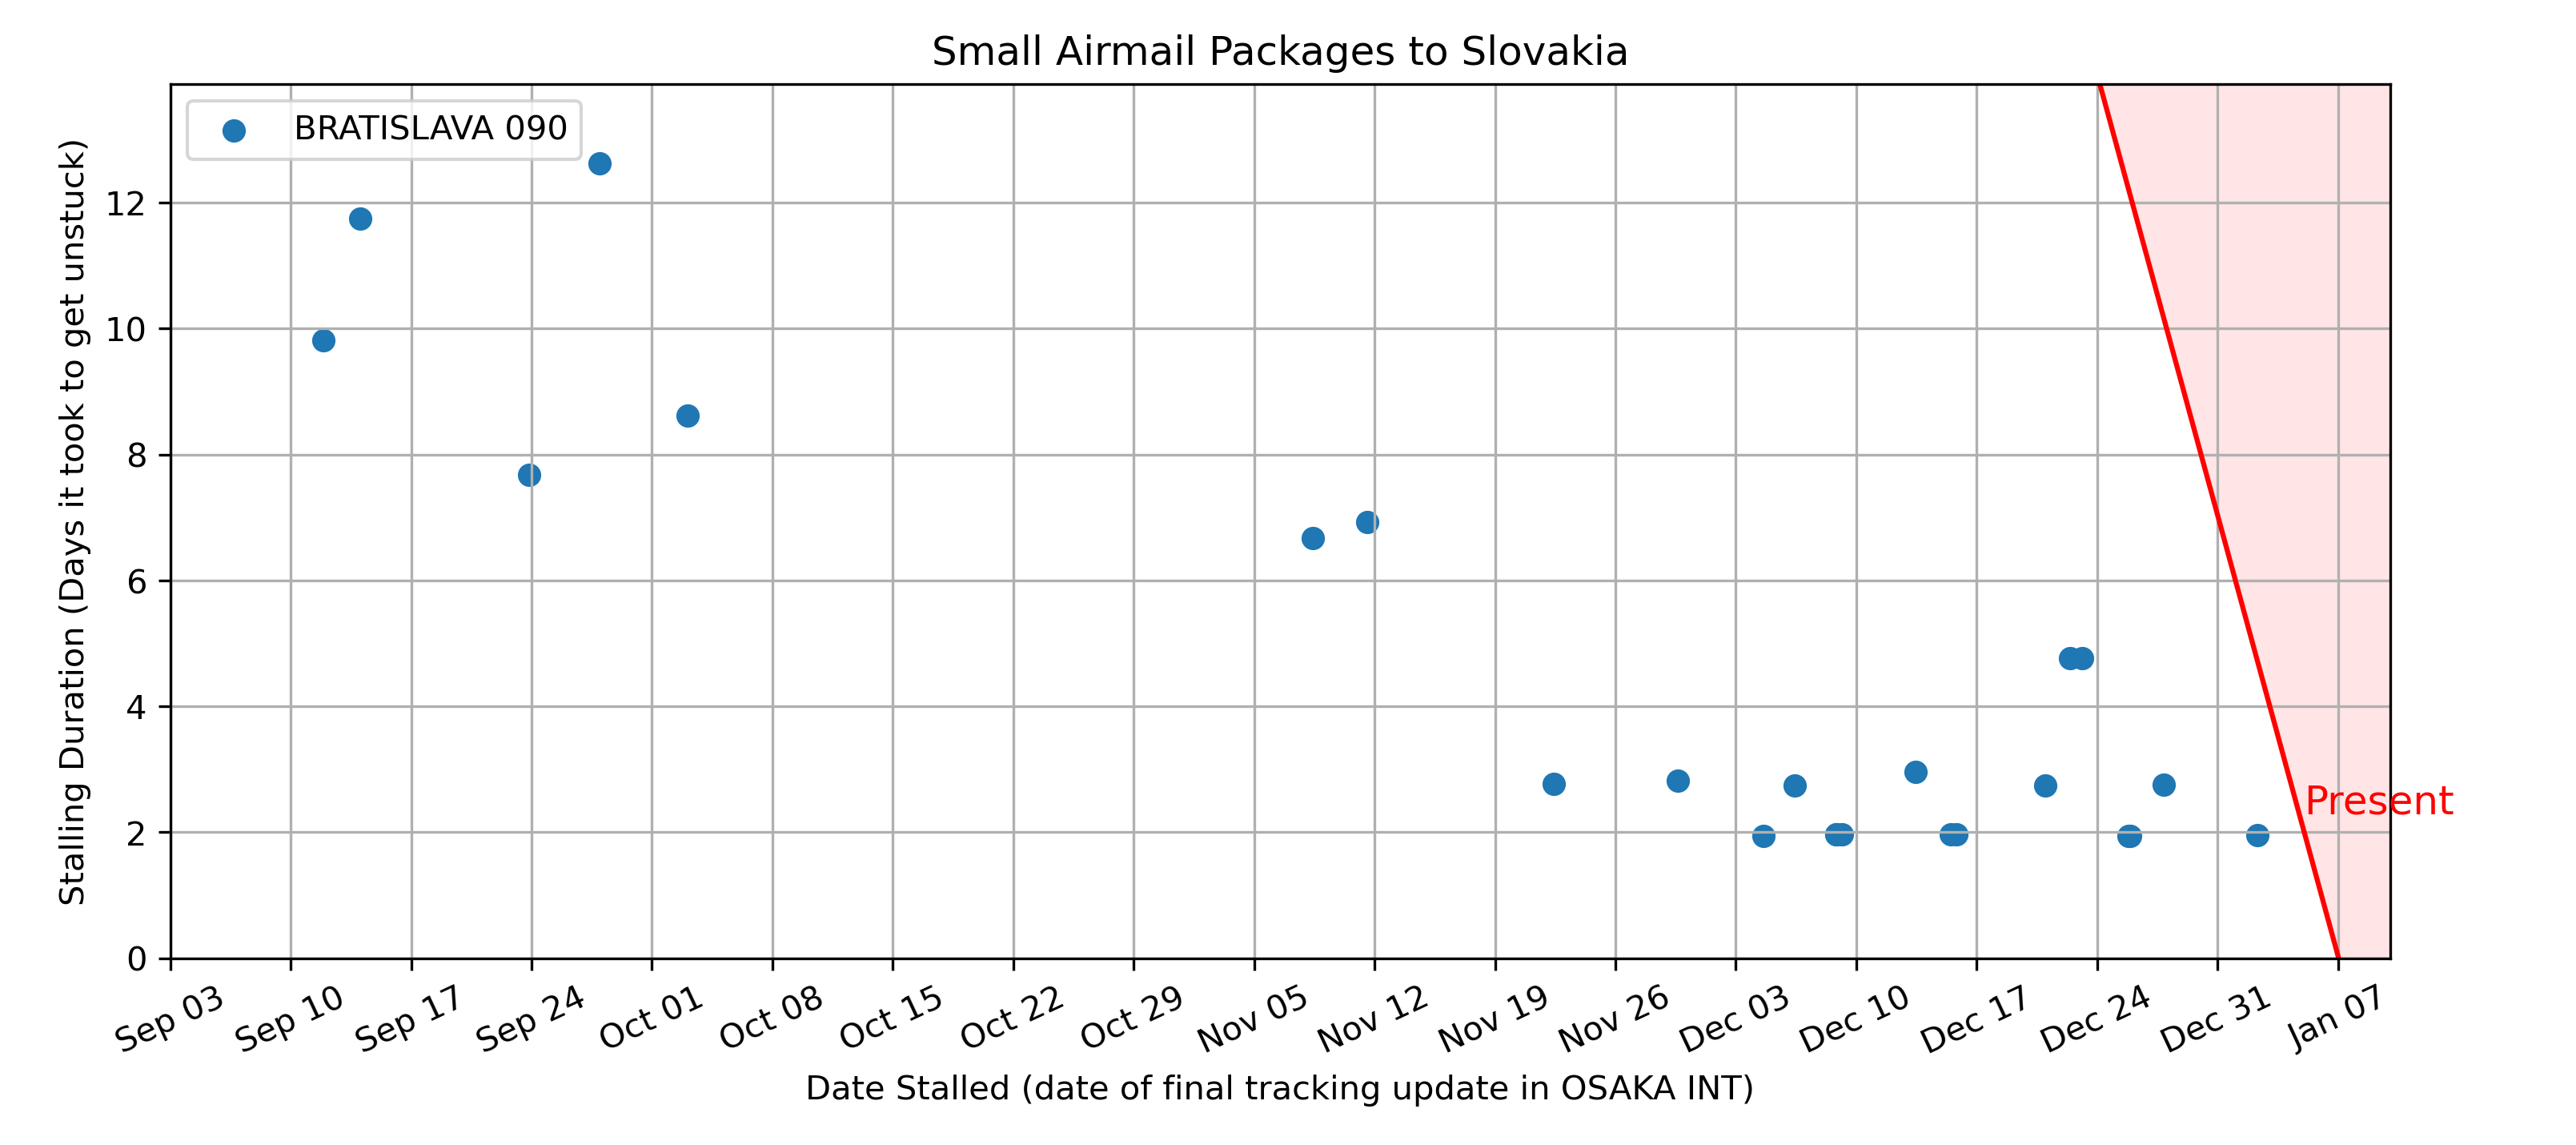 Small Airmail Packages to Slovakia
BRATISLAVA 090
Stalling Duration (Days it took to get unstuck)
12
10
8
6
4
2
0
Present
Sep 03
Sep 10
Sep 17
Sep 24
Oct 01
Oct 08
Oct 15
Oct 22
Oct 29
Nov 05
Nov 12
Nov 19
Nov 26
Dec 03
Dec 10
Dec 17
Dec 24
Dec 31
Jan 07
Date Stalled (date of final tracking update in OSAKA INT)